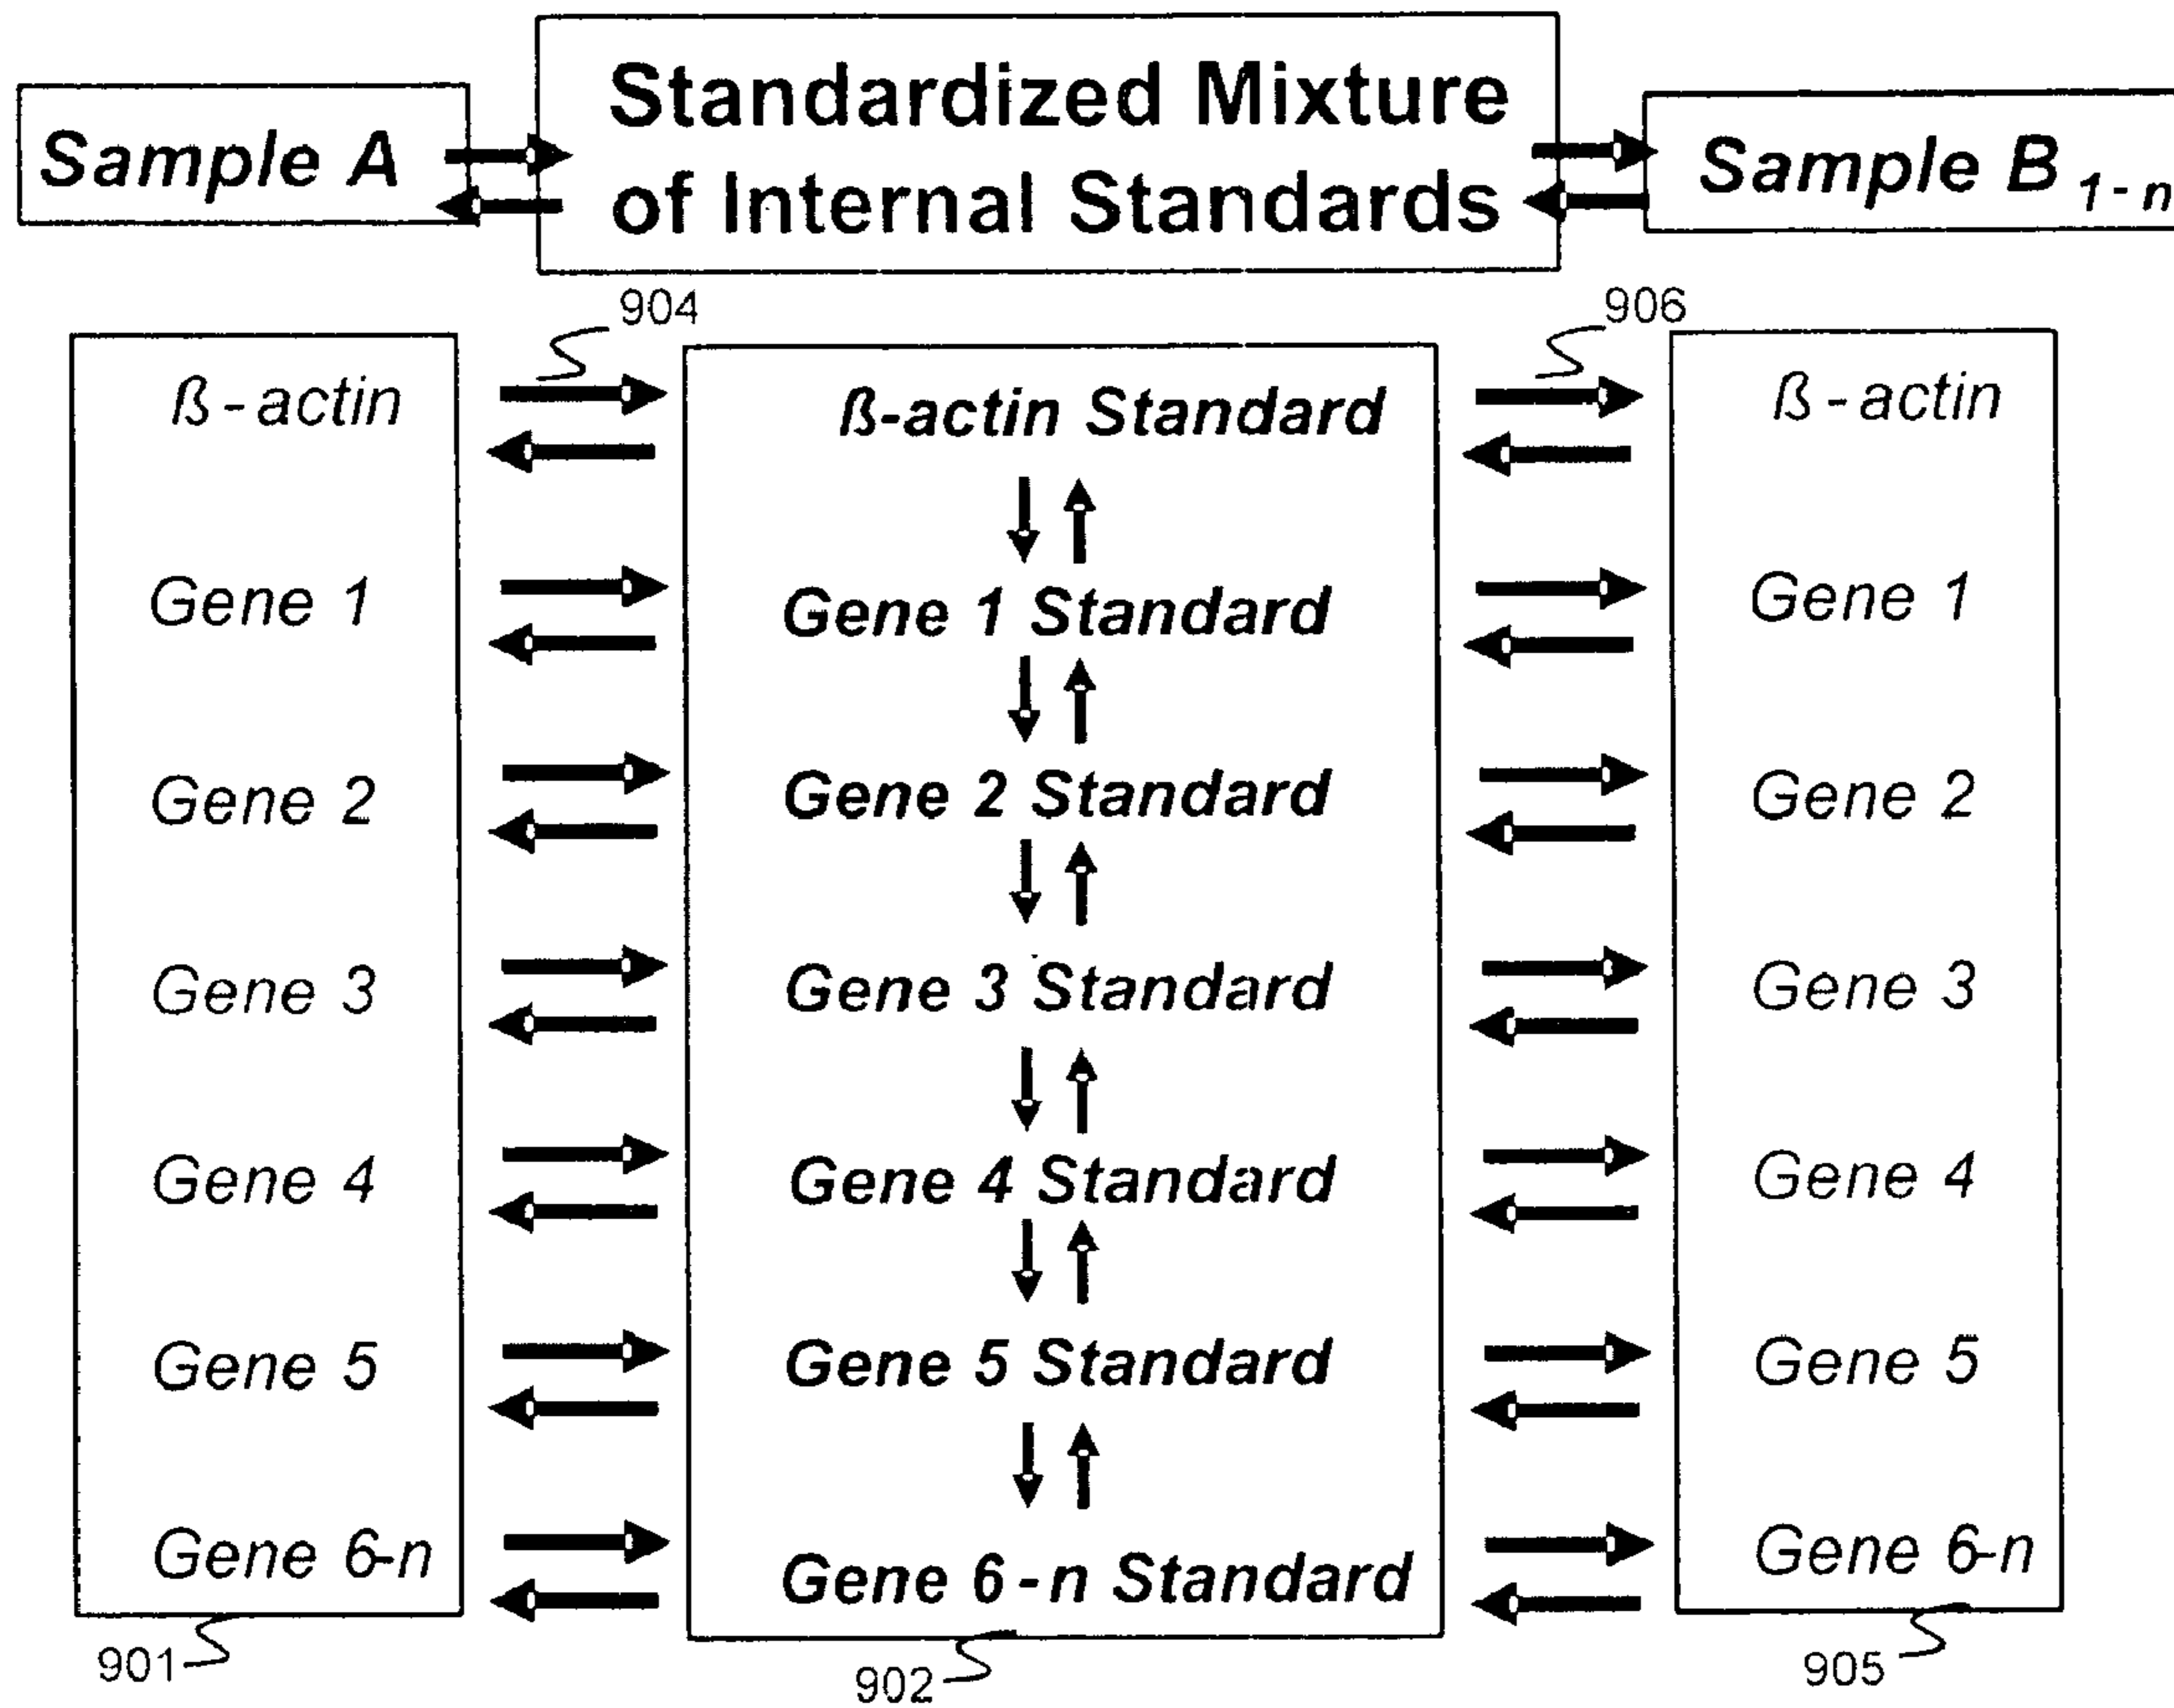 Standardized Mixture
of Internal Standards
Sample A
Sample B 1-n
904
906
ß-actin
ß-actin Standard
ß-actin
Gene 1
Gene 1 Standard
Gene 1
Gene 2
Gene 2 Standard
Gene 2
Gene 3
Gene 3 Standard
Gene 3
Gene 4
Gene 4 Standard
Gene 4
Gene 5
Gene 5 Standard
Gene 5
Gene 6-n
Gene 6-n Standard
Gene 6-n
901
902
905